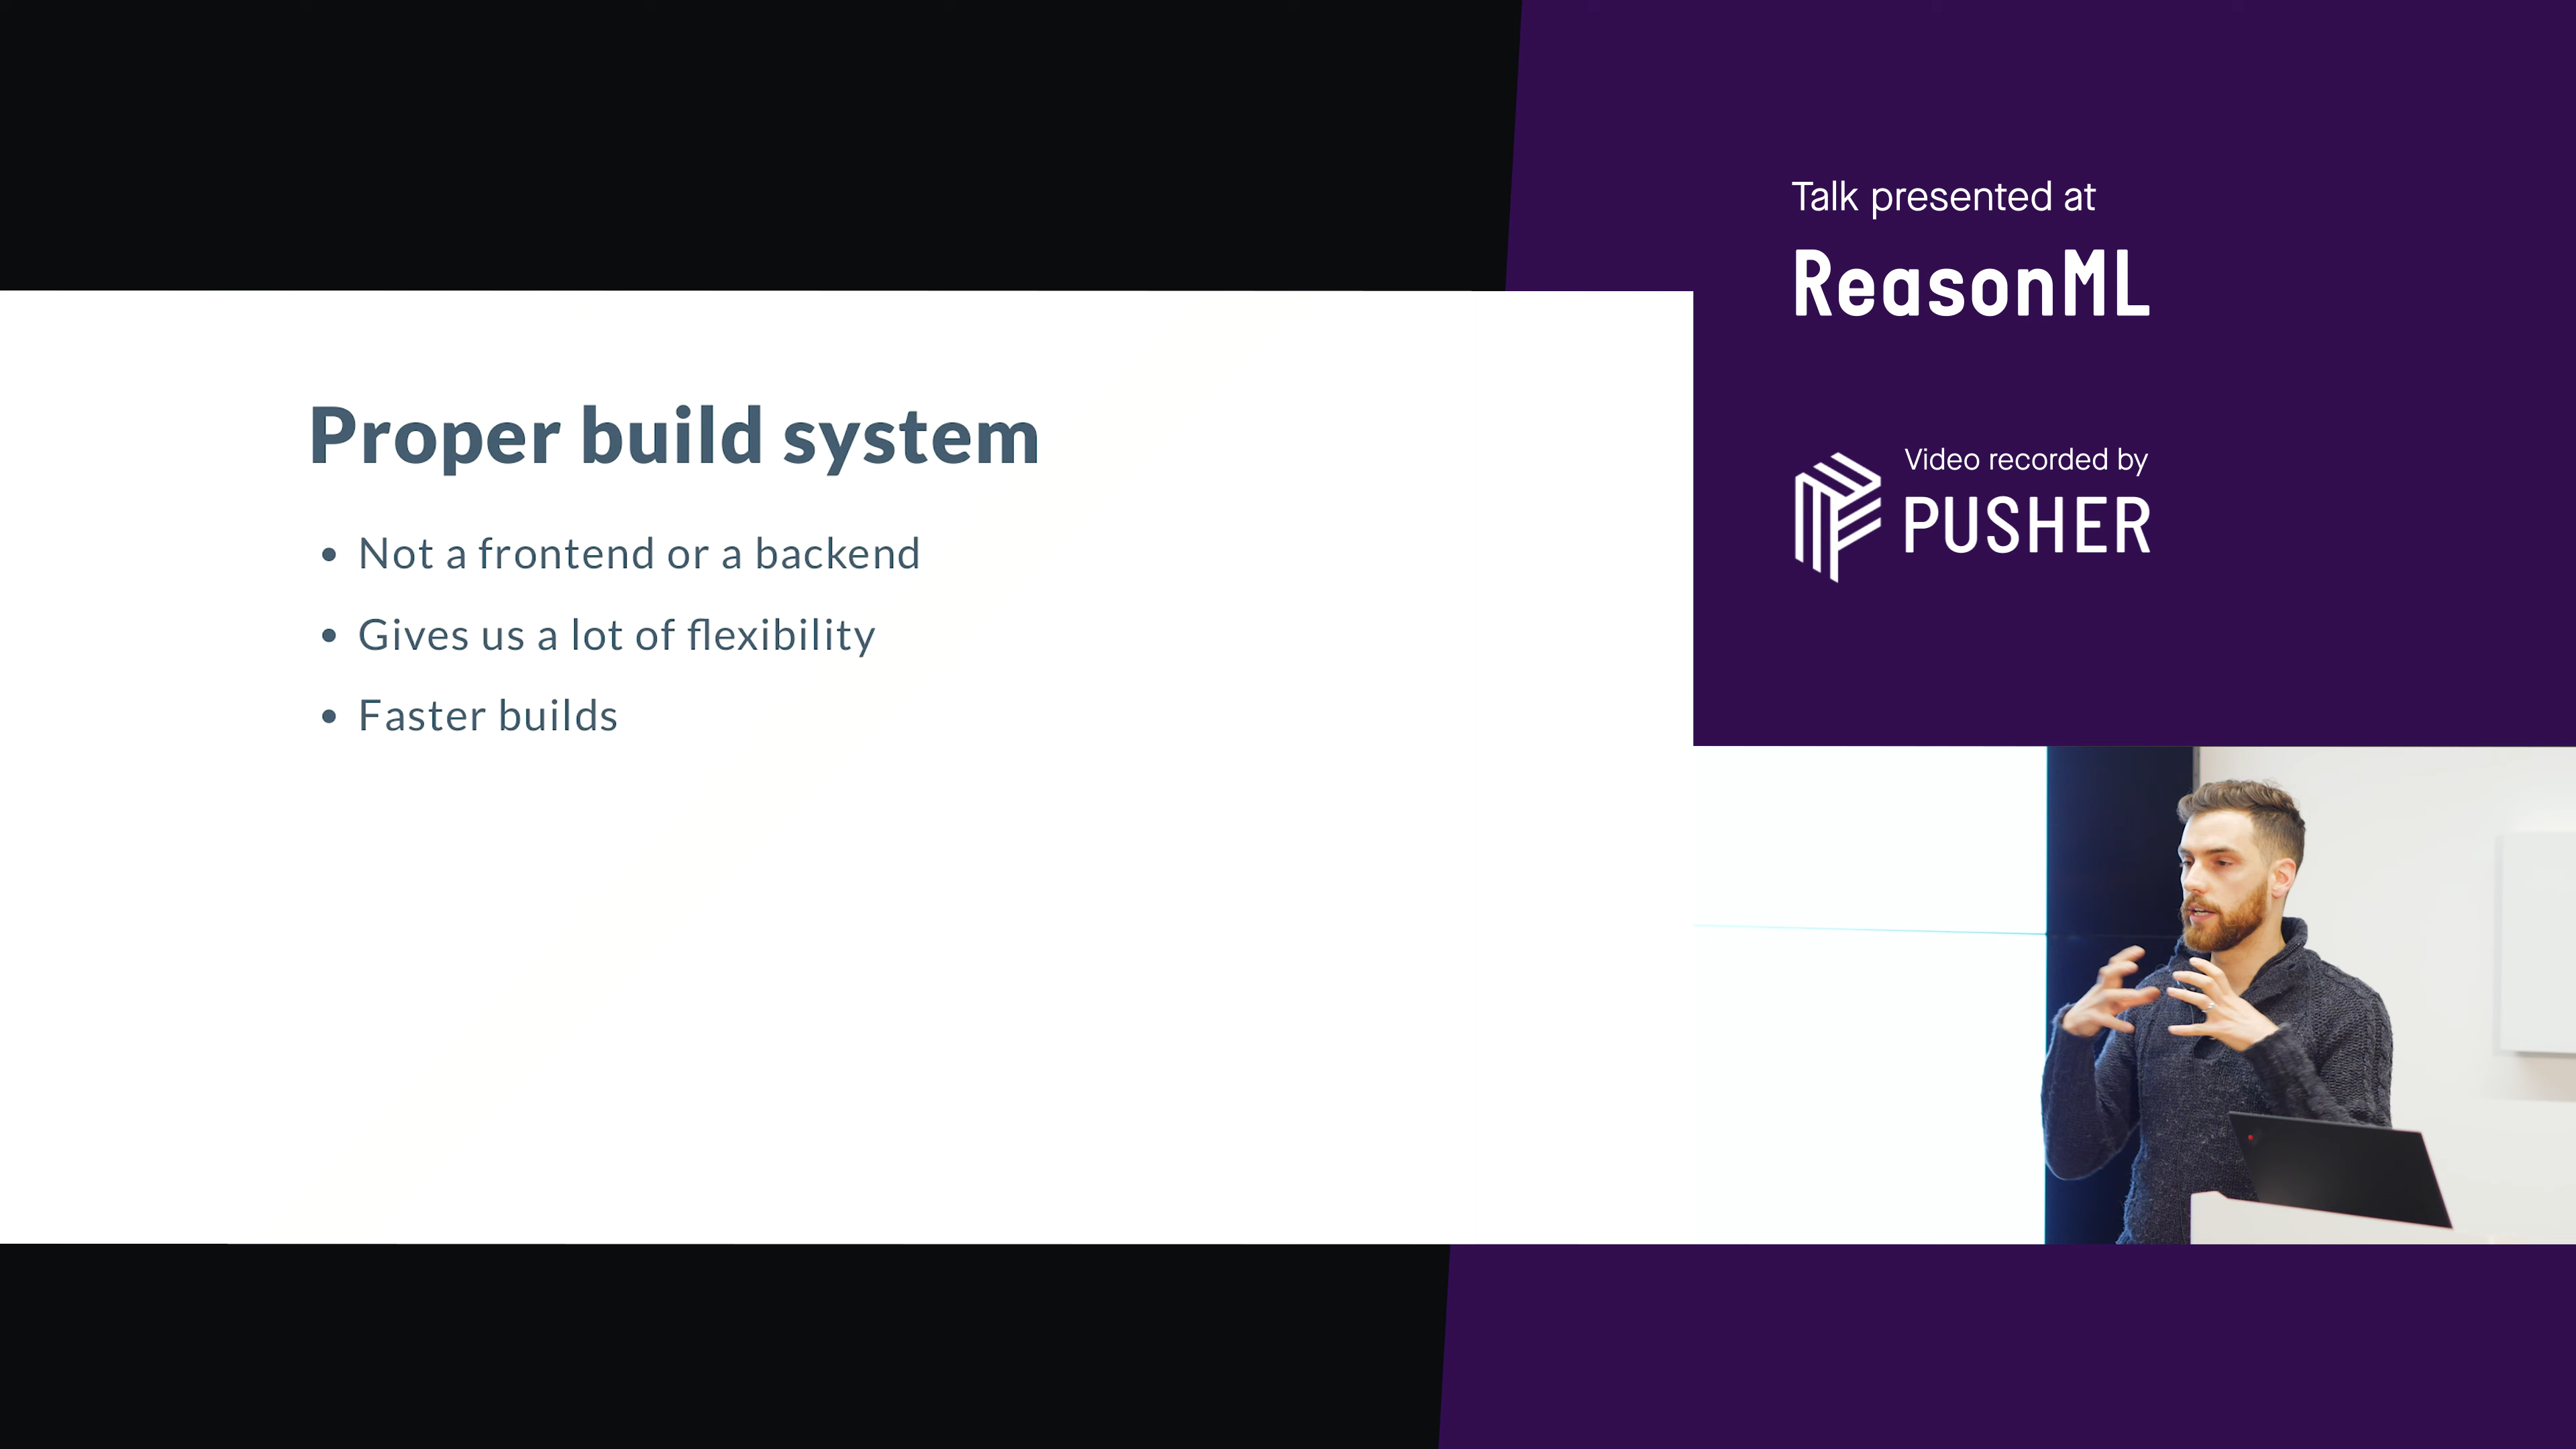 Proper build system
Not a frontend or a backend
Gives us a lot of flexibility
Faster builds
Talk presented at
ReasonML
Video recorded by
PUSHER